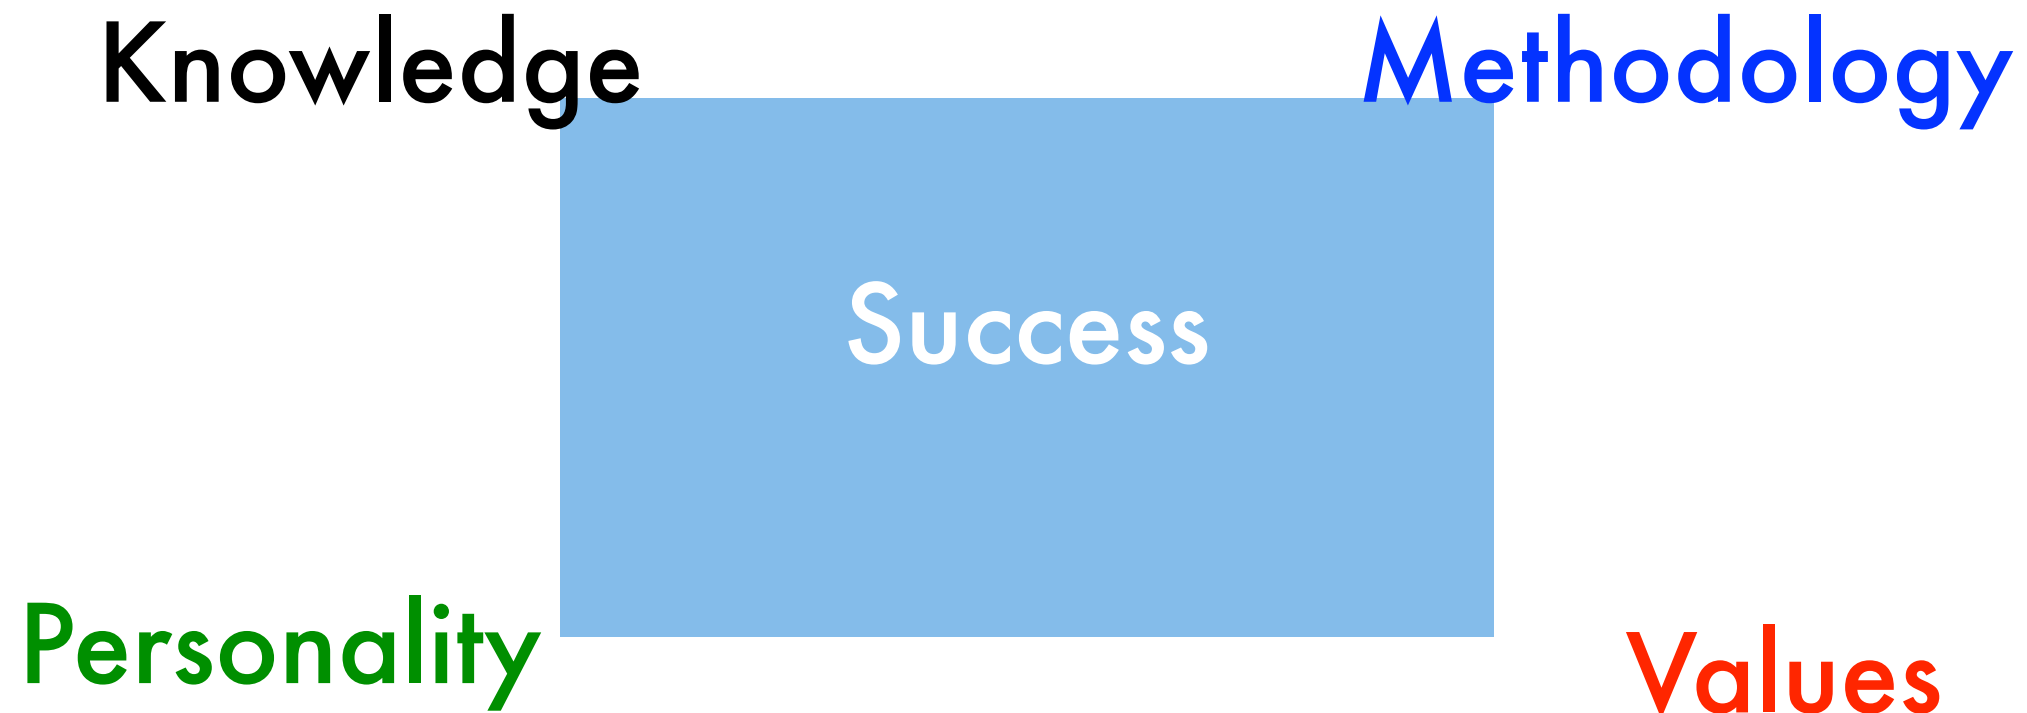 Knowledge
Methodology
Success
Personality
Values